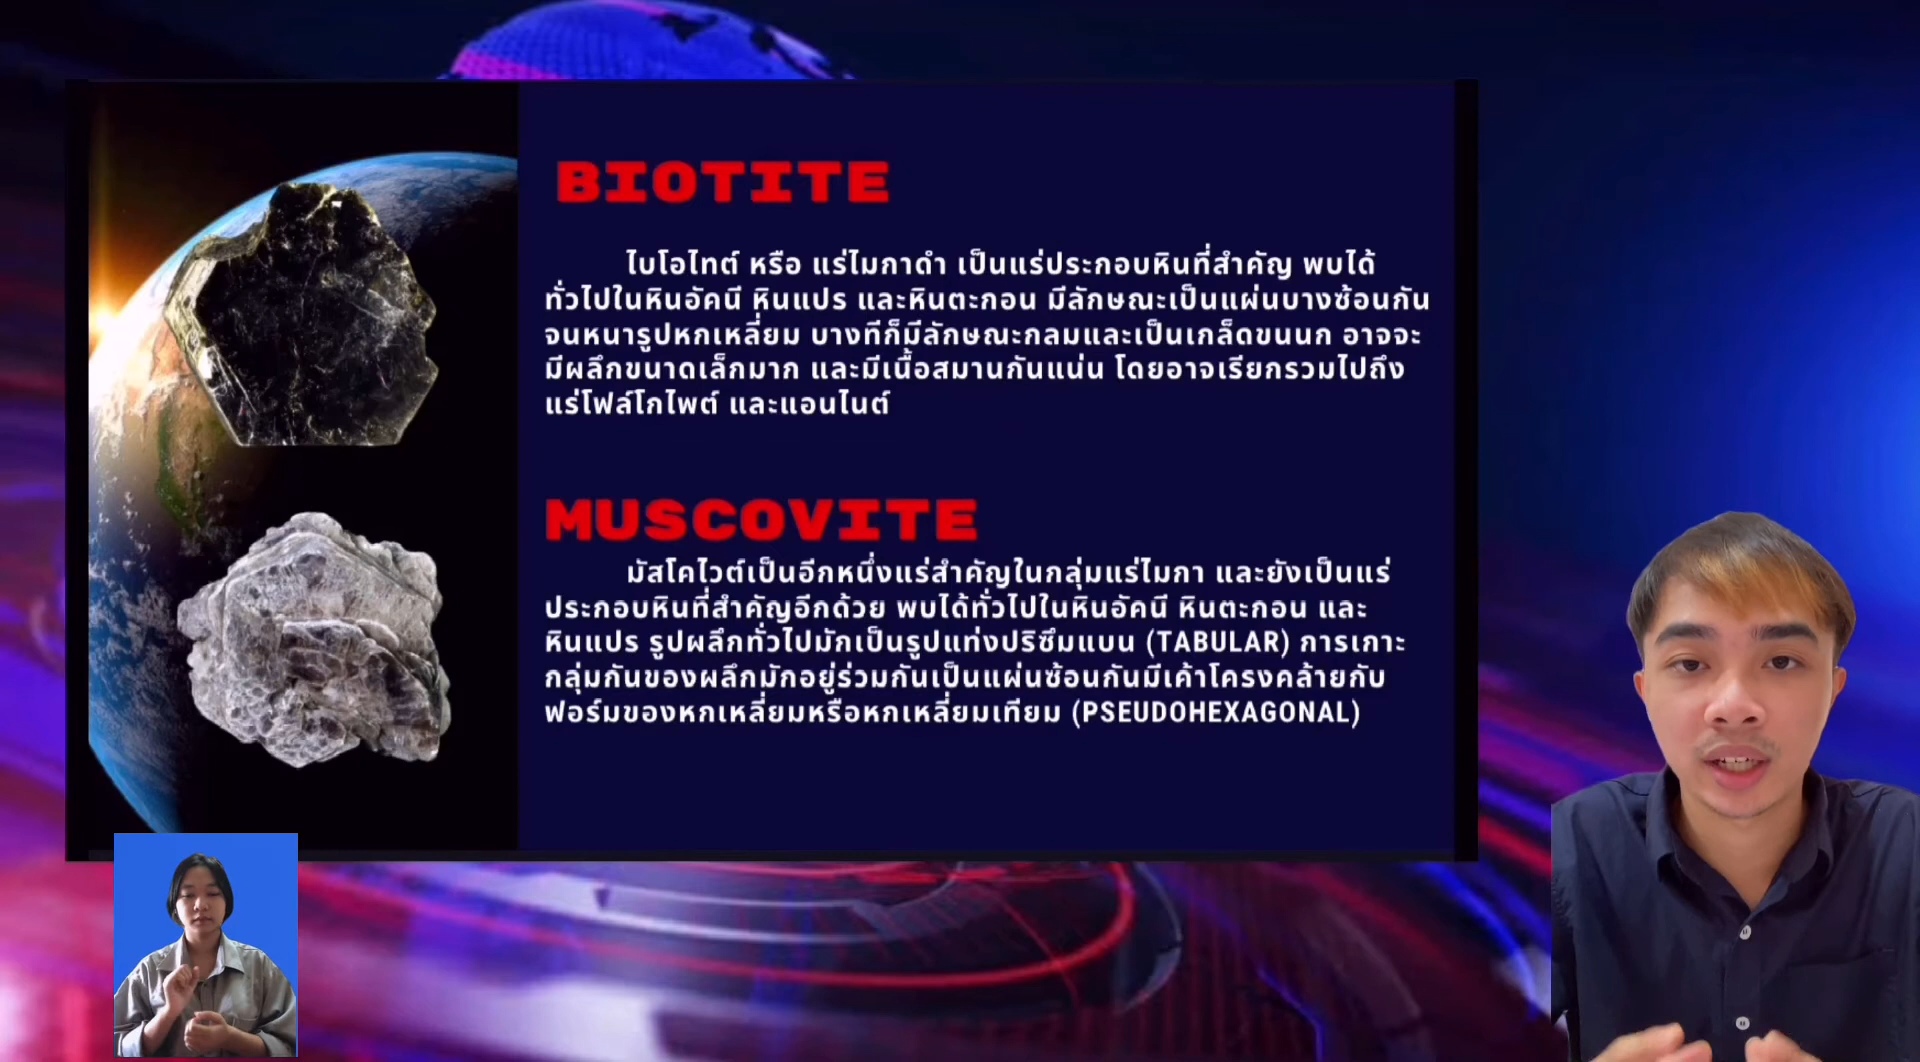 BIOTITE
ไบโอไทต์ หรือ แร่ไมกาดำ เป็นแร่ประกอบหินที่สำคัญ พบได้
ทั่วไปในหินอัคนี หินแปร และหินตะกอน มีลักษณะเป็นแผ่นบางซ้อนกัน
จนหนารูปหกเหลี่ยม บางทีก็มีลักษณะกลมและเป็นเกล็ดขนนก อาจจะ
มีผลึกขนาดเล็กมาก และมีเนื้อสมานกันแน่น โดยอาจเรียกรวมไปถึง
แร่โฟล์โกไพต์ และแอนไนต์
MUSCOVITE
มัสโคไวต์เป็นอีกหนึ่งแร่สำคัญในกลุ่มแร่ไมกา และยังเป็นแร่
ประกอบหินที่สำคัญอีกด้วย พบได้ทั่วไปในหินอัคนี หินตะกอน และ
หินแปร รูปผลึกทั่วไปมักเป็นรูปแท่งปริซึมแบน (TABULAR) การเกาะ
กลุ่มกันของผลึกมักอยู่ร่วมกันเป็นแผ่นซ้อนกันมีเค้าโครงคล้ายกับ
ฟอร์มของหกเหลี่ยมหรือหกเหลี่ยมเทียม (PSEUDOHEXAGONAL)